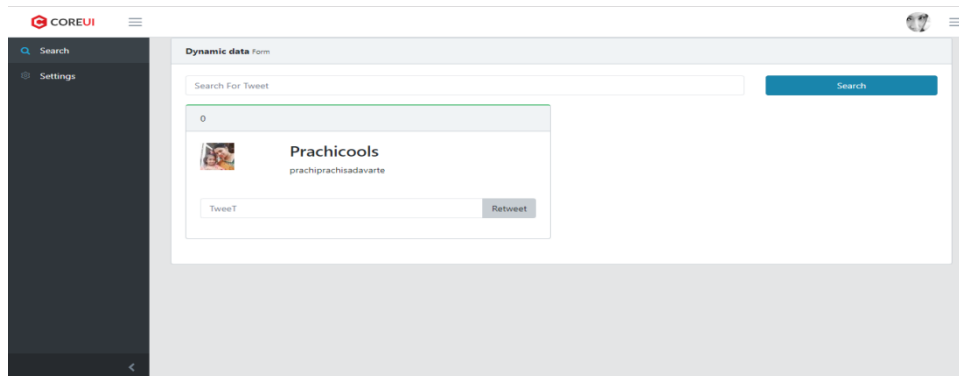 COREUI
Search
Settings
Dynamic data Form
Search For Tweet
Search
0
Prachicools
prachiprachisadavarte
TweeT
Retweet